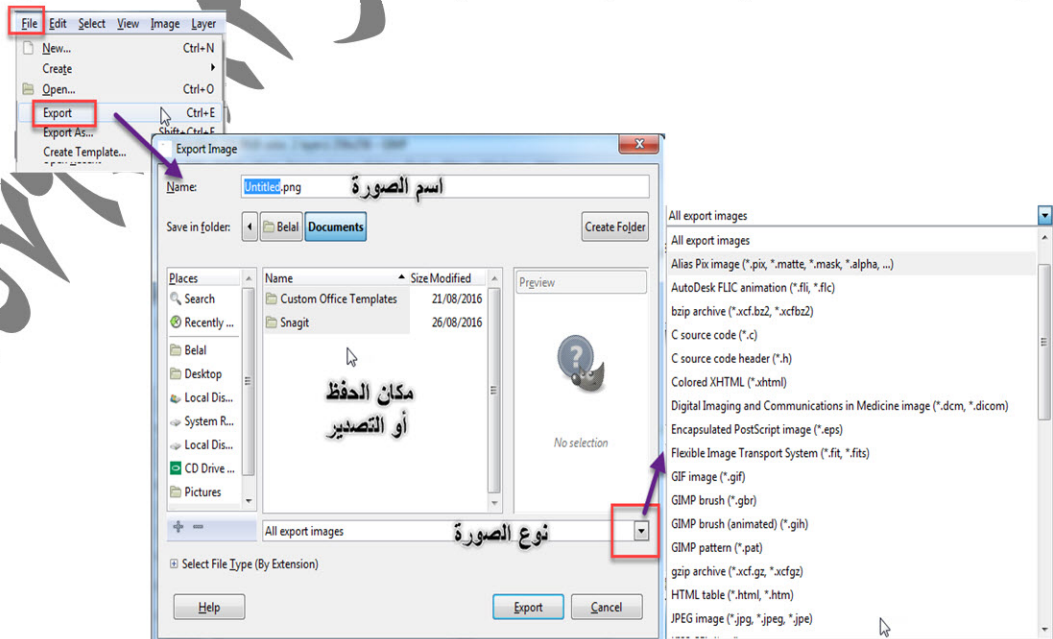 File Edit Select View Image Layer
New... Ctrl+N
Create
Open... Ctrl+O
Export Ctrl+E
Export As... Shift+Ctrl+E
Create Template...
Export Image
Name: Untitled.png اسم الصورة
Save in folder: Belal Documents Create Folder
Places
Search
Recently ...
Belal
Desktop
Local Dis...
System R...
Local Dis...
CD Drive ...
Pictures
Name Size Modified
Custom Office Templates 21/08/2016
Snagit 26/08/2016
مكان الحفظ
أو التصدير
Preview
No selection
All export images نوع الصورة
Select File Type (By Extension)
Help Export Cancel
All export images
All export images
Alias Pix image (*.pix, *.matte, *.mask, *.alpha, ...)
AutoDesk FLIC animation (*.fli, *.flc)
bzip archive (*.xcf.bz2, *.xcfbz2)
C source code (*.c)
C source code header (*.h)
Colored XHTML (*.xhtml)
Digital Imaging and Communications in Medicine image (*.dcm, *.dicom)
Encapsulated PostScript image (*.eps)
Flexible Image Transport System (*.fit, *.fits)
GIF image (*.gif)
GIMP brush (*.gbr)
GIMP brush (animated) (*.gih)
GIMP pattern (*.pat)
gzip archive (*.xcf.gz, *.xcfgz)
HTML table (*.html, *.htm)
JPEG image (*.jpg, *.jpeg, *.jpe)